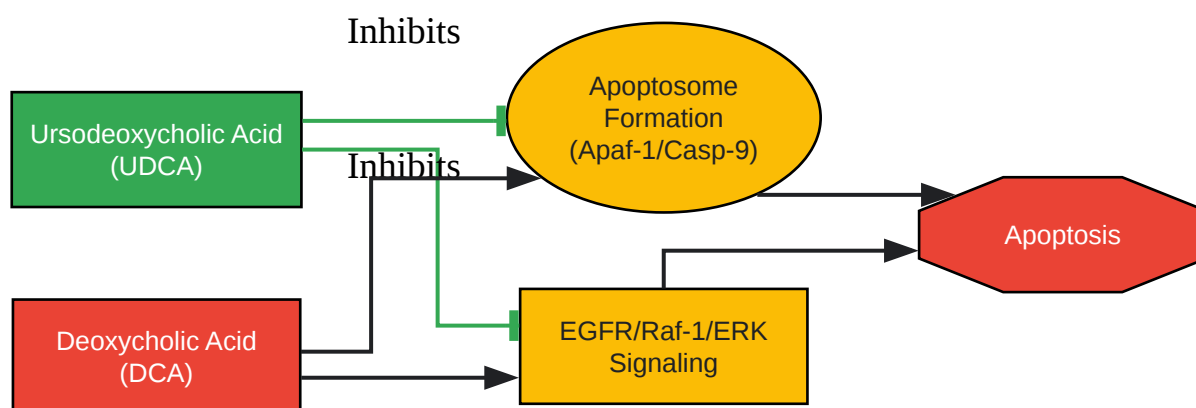 Inhibits
Apoptosome
Formation
(Apaf-1/Casp-9)
Ursodeoxycholic Acid
(UDCA)
Inhibits
Apoptosis
Deoxycholic Acid
(DCA)
EGFR/Raf-1/ERK
Signaling